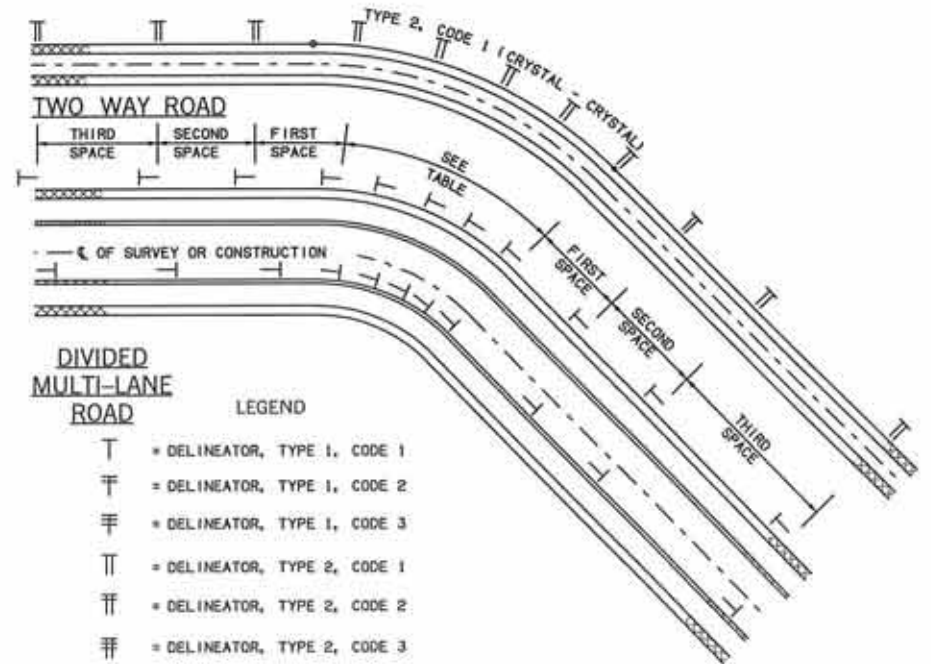 TYPE 2, CODE 1 (CRYSTAL - CRYSTAL)
TWO WAY ROAD
THIRD
SPACE
SECOND
SPACE
FIRST
SPACE
SEE
TABLE
FIRST
SPACE
SECOND
SPACE
THIRD
SPACE
℄ OF SURVEY OR CONSTRUCTION
DIVIDED
MULTI-LANE
ROAD
LEGEND
= DELINEATOR, TYPE 1, CODE 1
= DELINEATOR, TYPE 1, CODE 2
= DELINEATOR, TYPE 1, CODE 3
= DELINEATOR, TYPE 2, CODE 1
= DELINEATOR, TYPE 2, CODE 2
= DELINEATOR, TYPE 2, CODE 3